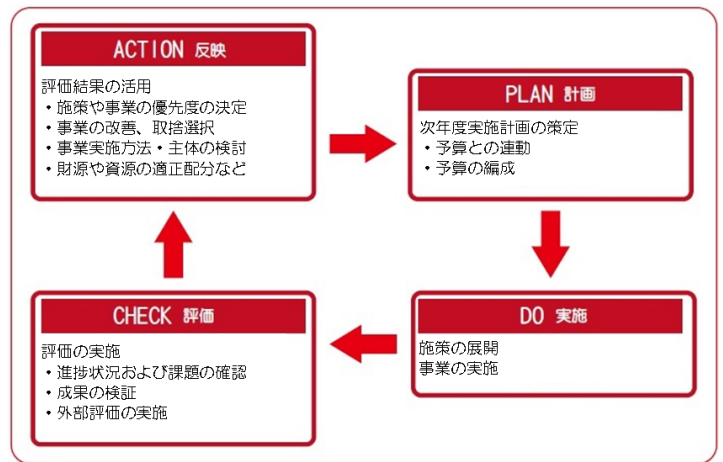 ACTION 反映
評価結果の活用
・施策や事業の優先度の決定
・事業の改善、取捨選択
・事業実施方法・主体の検討
・財源や資源の適正配分など
PLAN 計画
次年度実施計画の策定
・予算との連動
・予算の編成
DO 実施
施策の展開
事業の実施
CHECK 評価
評価の実施
・進捗状況および課題の確認
・成果の検証
・外部評価の実施